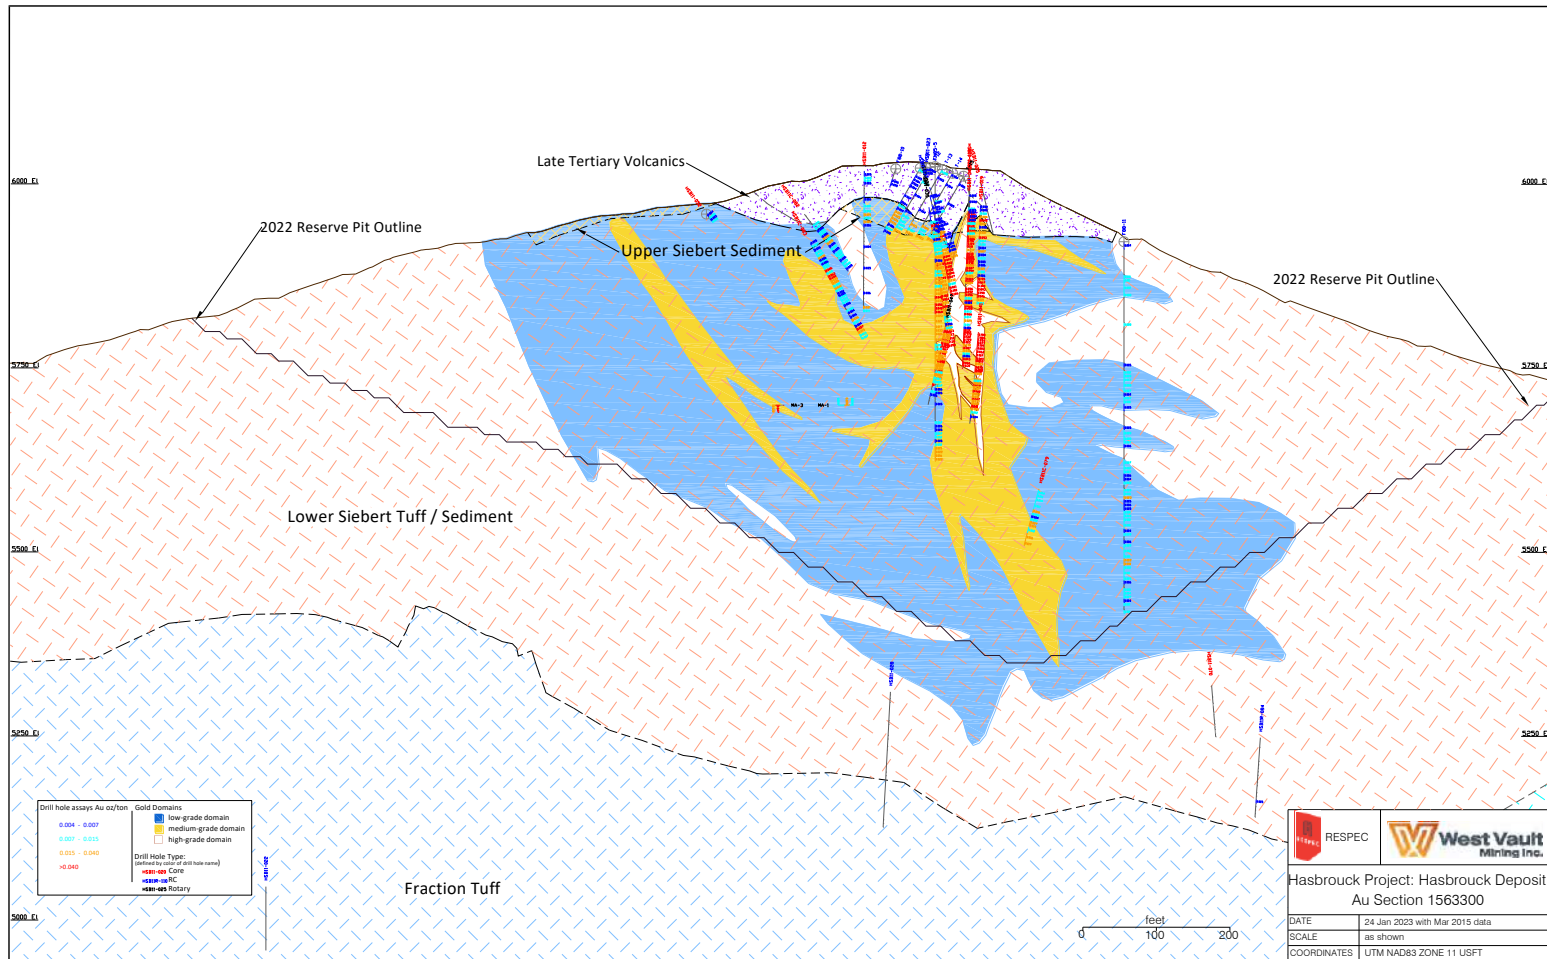 Late Tertiary Volcanics
6000 El
6000 El
2022 Reserve Pit Outline
Upper Siebert Sediment
2022 Reserve Pit Outline
5750 El
5750 El
MA-3
MA-1
Lower Siebert Tuff / Sediment
5500 El
5500 El
5250 El
5250 El
Drill hole assays Au oz/ton
0.004 - 0.007
0.007 - 0.015
0.015 - 0.040
>0.040
Gold Domains
low-grade domain
medium-grade domain
high-grade domain
Drill Hole Type:
(defined by color of drill hole name)
Core
RC
Rotary
Fraction Tuff
5000 El
feet
0 100 200
RESPEC
West Vault
Mining Inc.
Hasbrouck Project: Hasbrouck Deposit
Au Section 1563300
DATE 24 Jan 2023 with Mar 2015 data
SCALE as shown
COORDINATES UTM NAD83 ZONE 11 USFT